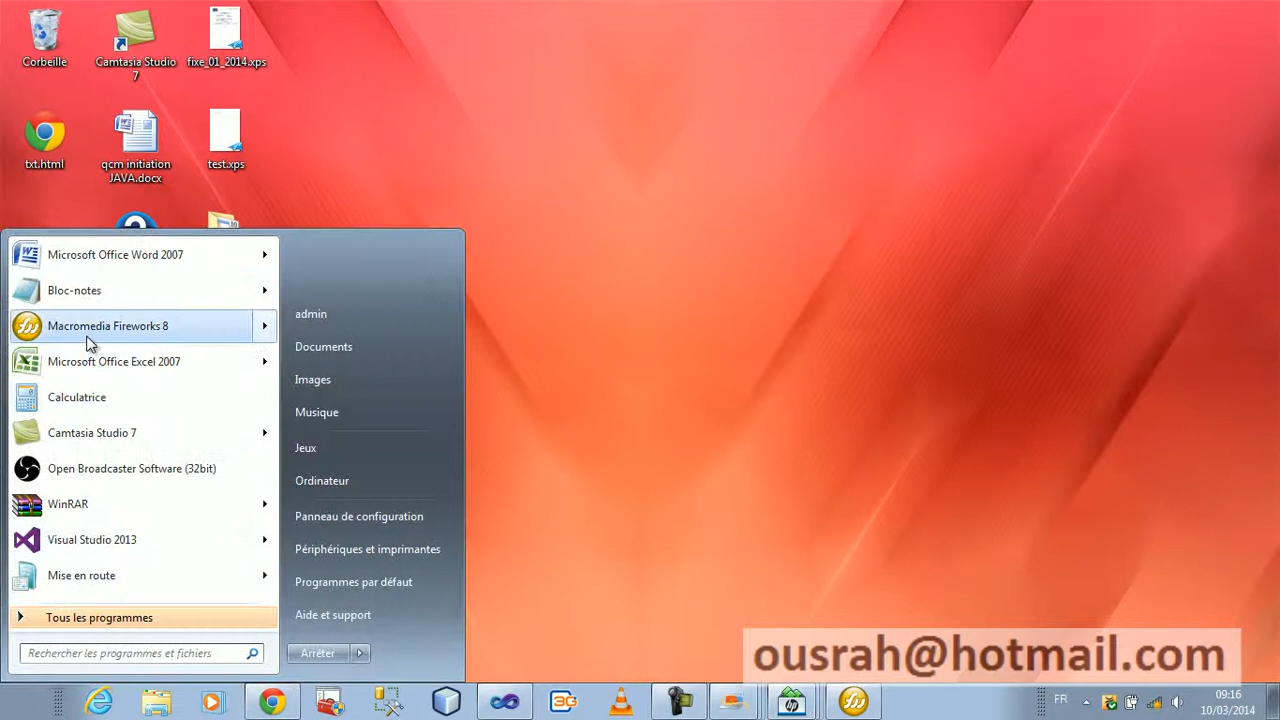 Corbeille
Camtasia Studio 7
fixe_01_2014.xps
txt.html
qcm initiation JAVA.docx
test.xps
Microsoft Office Word 2007
Bloc-notes
Macromedia Fireworks 8
Microsoft Office Excel 2007
Calculatrice
Camtasia Studio 7
Open Broadcaster Software (32bit)
WinRAR
Visual Studio 2013
Mise en route
Tous les programmes
Rechercher les programmes et fichiers
admin
Documents
Images
Musique
Jeux
Ordinateur
Panneau de configuration
Périphériques et imprimantes
Programmes par défaut
Aide et support
Arrêter
ousrah@hotmail.com
3G
hp
FR
09:16
10/03/2014